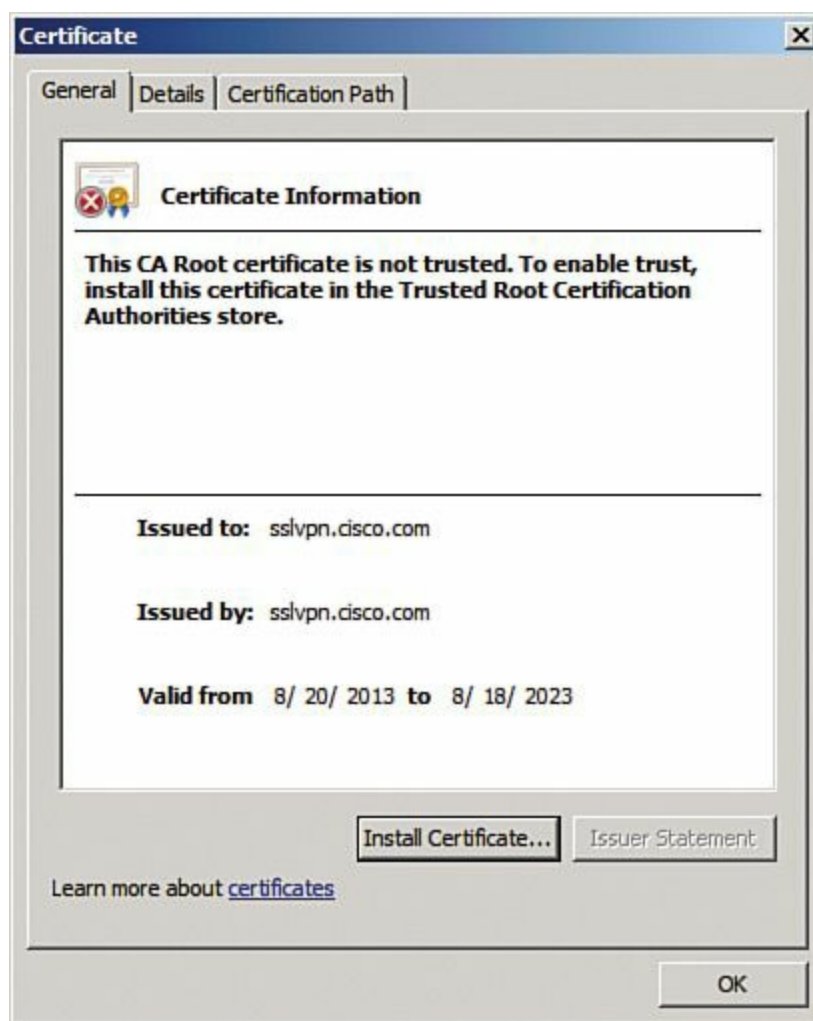 Certificate
General Details Certification Path
Certificate Information
This CA Root certificate is not trusted. To enable trust,
install this certificate in the Trusted Root Certification
Authorities store.
Issued to: sslvpn.cisco.com
Issued by: sslvpn.cisco.com
Valid from 8/ 20/ 2013 to 8/ 18/ 2023
Install Certificate... Issuer Statement
Learn more about certificates
OK